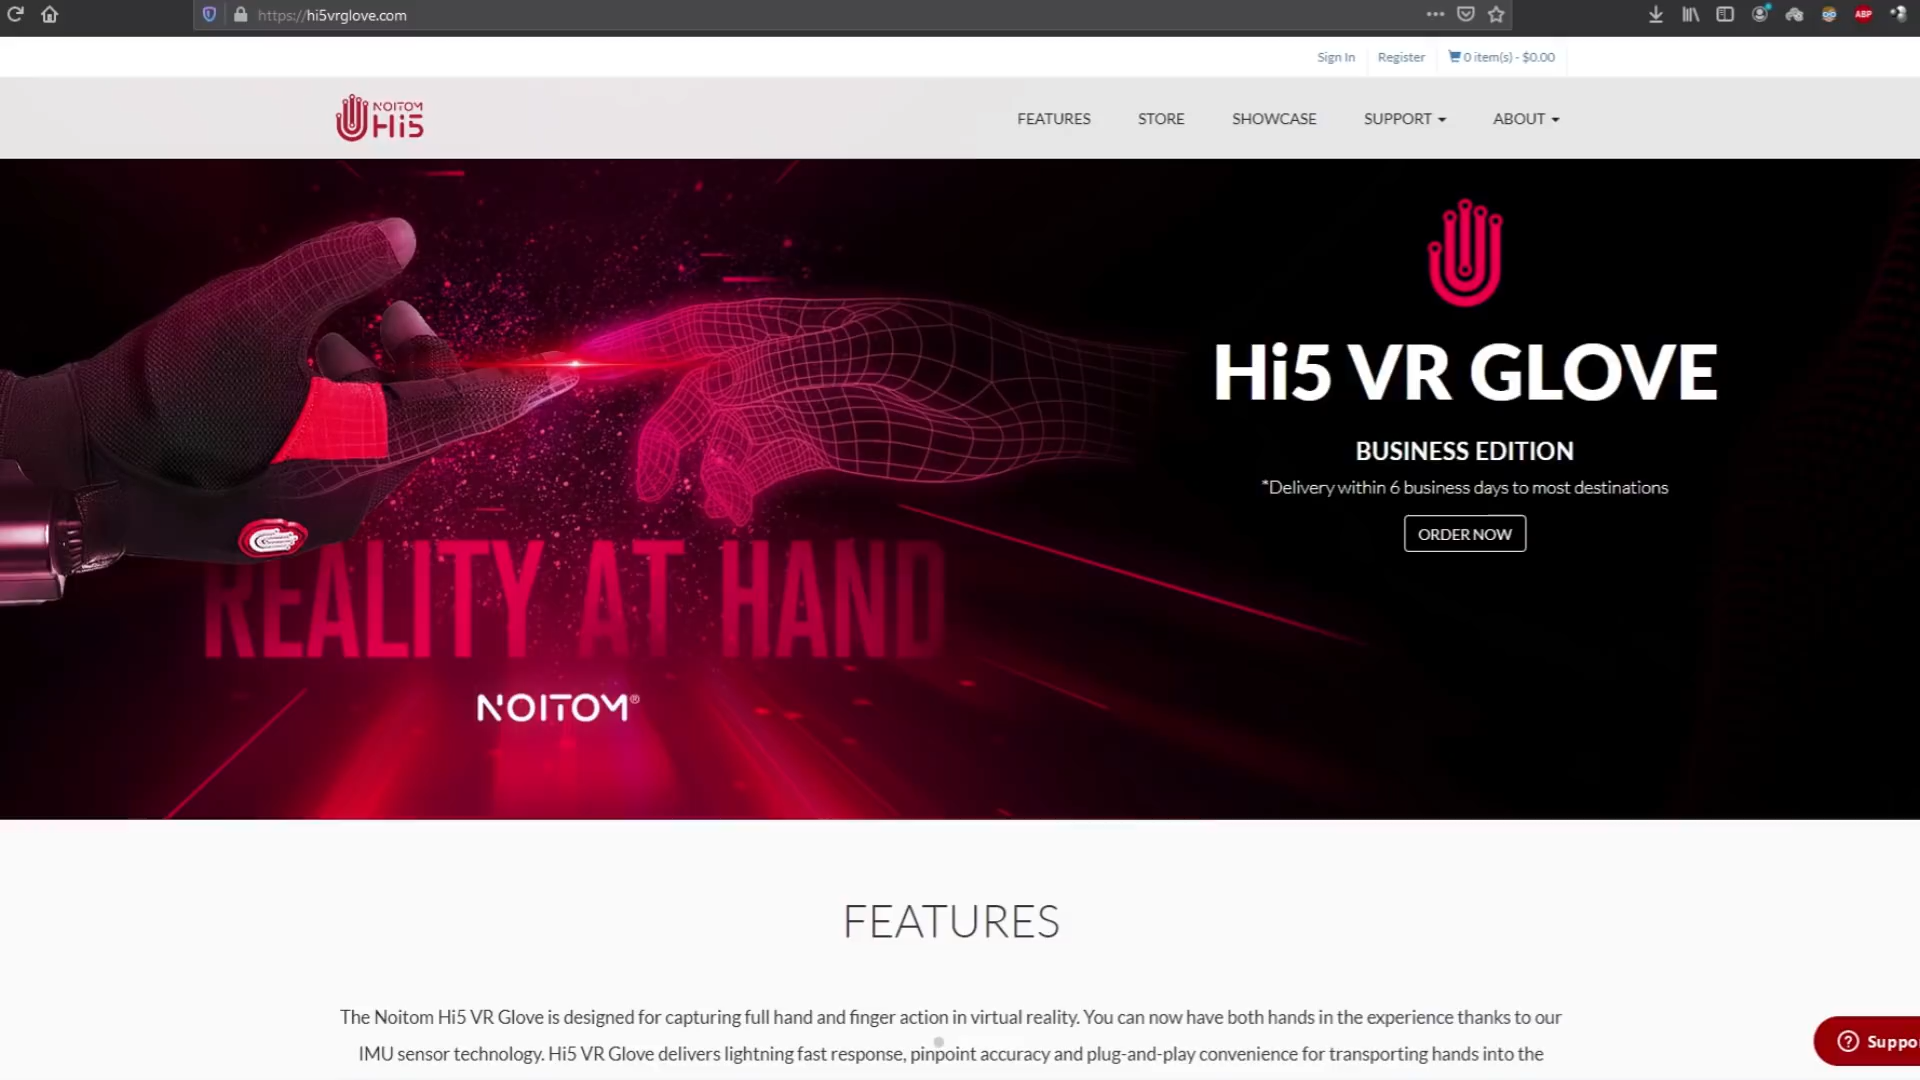 https://hi5vrglove.com
ABP
Sign In Register 0 item(s) - $0.00
NOITOM
Hi5
FEATURES STORE SHOWCASE SUPPORT ABOUT
Hi5 VR GLOVE
BUSINESS EDITION
*Delivery within 6 business days to most destinations
ORDER NOW
REALITY AT HAND
NOITOM®
FEATURES
The Noitom Hi5 VR Glove is designed for capturing full hand and finger action in virtual reality. You can now have both hands in the experience thanks to our
IMU sensor technology. Hi5 VR Glove delivers lightning fast response, pinpoint accuracy and plug-and-play convenience for transporting hands into the
Suppo